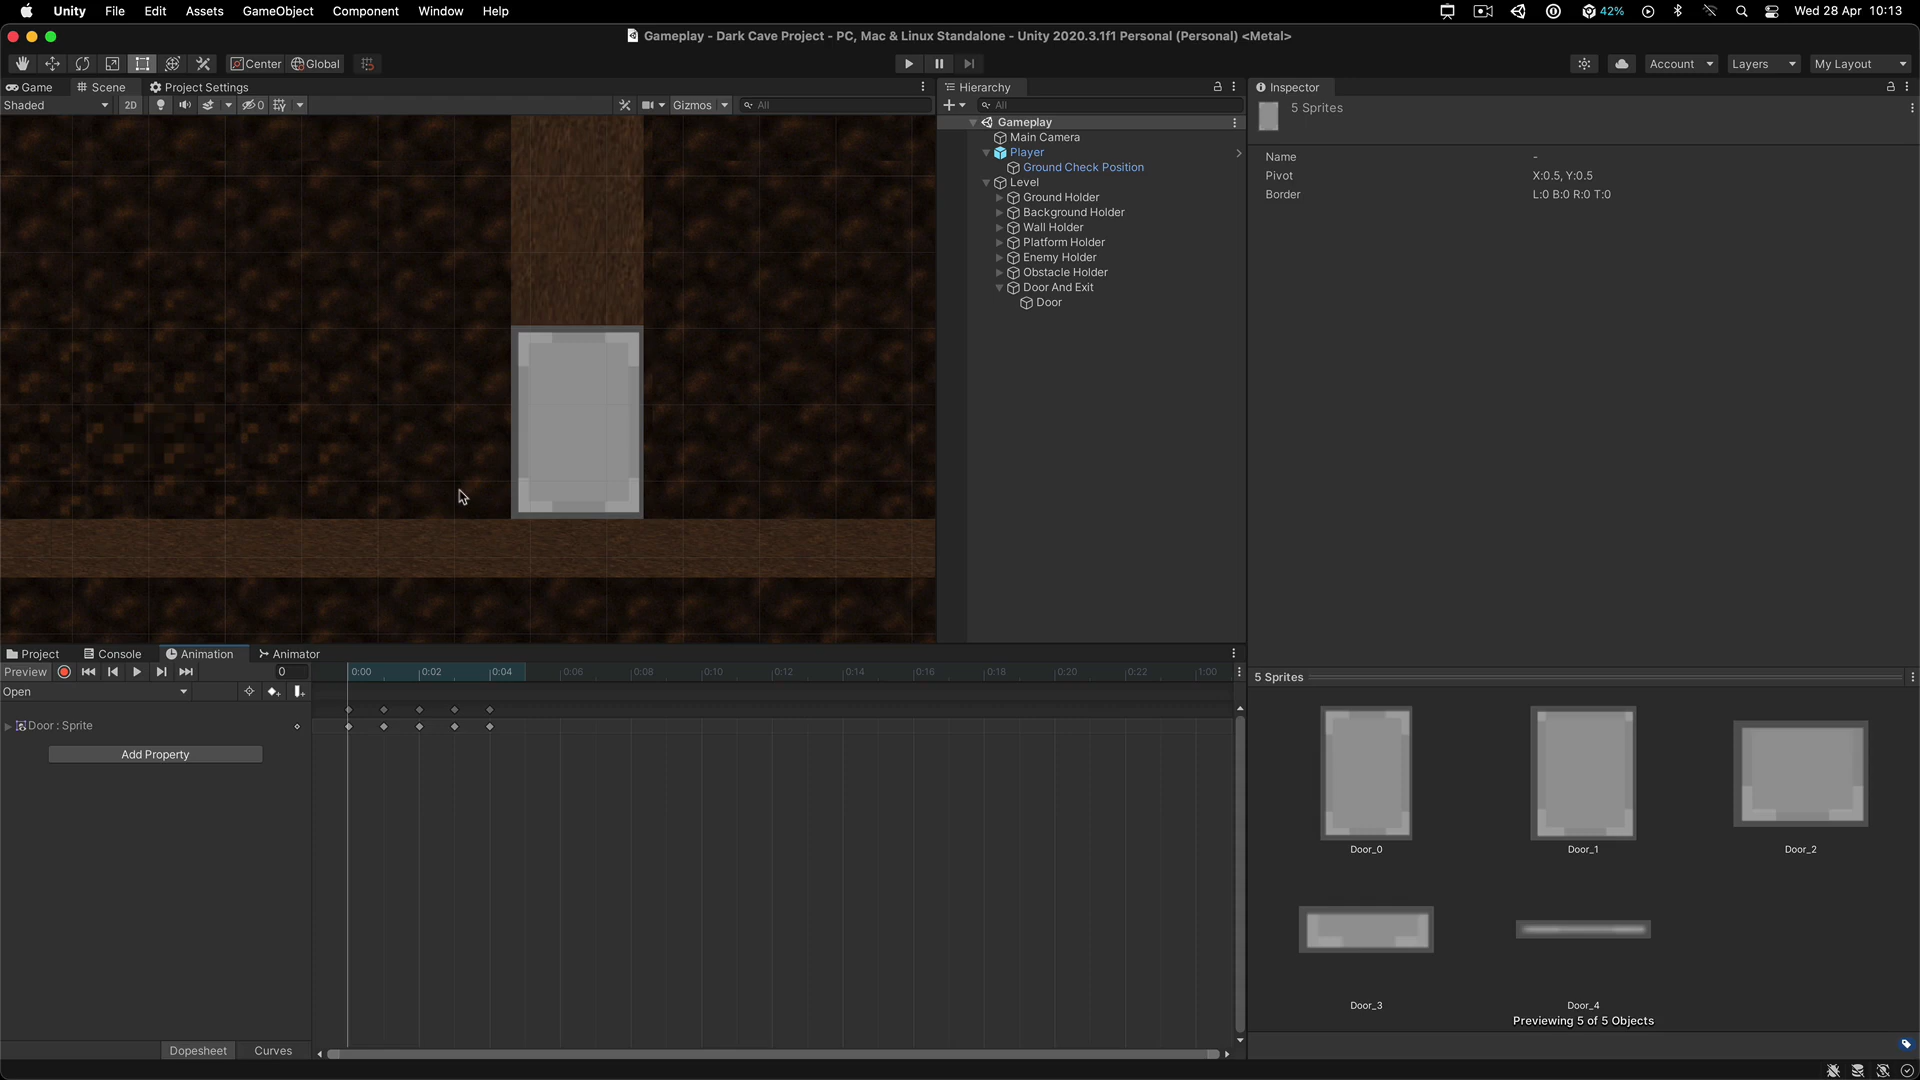 Unity File Edit Assets GameObject Component Window Help 42% Wed 28 Apr 10:13
Gameplay - Dark Cave Project - PC, Mac & Linux Standalone - Unity 2020.3.1f1 Personal (Personal) <Metal>
Center Global Account Layers My Layout
Game Scene Project Settings Hierarchy Inspector
Shaded 2D 0 Gizmos All All
5 Sprites
Gameplay
Main Camera
Player
Ground Check Position
Level
Ground Holder
Background Holder
Wall Holder
Platform Holder
Enemy Holder
Obstacle Holder
Door And Exit
Door
Name -
Pivot X:0.5, Y:0.5
Border L:0 B:0 R:0 T:0
Project Console Animation Animator
Preview 0 0:00 0:02 0:04 0:06 0:08 0:10 0:12 0:14 0:16 0:18 0:20 0:22 1:00
Open
Door : Sprite
Add Property
Dopesheet Curves
5 Sprites
Door_0 Door_1 Door_2
Door_3 Door_4
Previewing 5 of 5 Objects